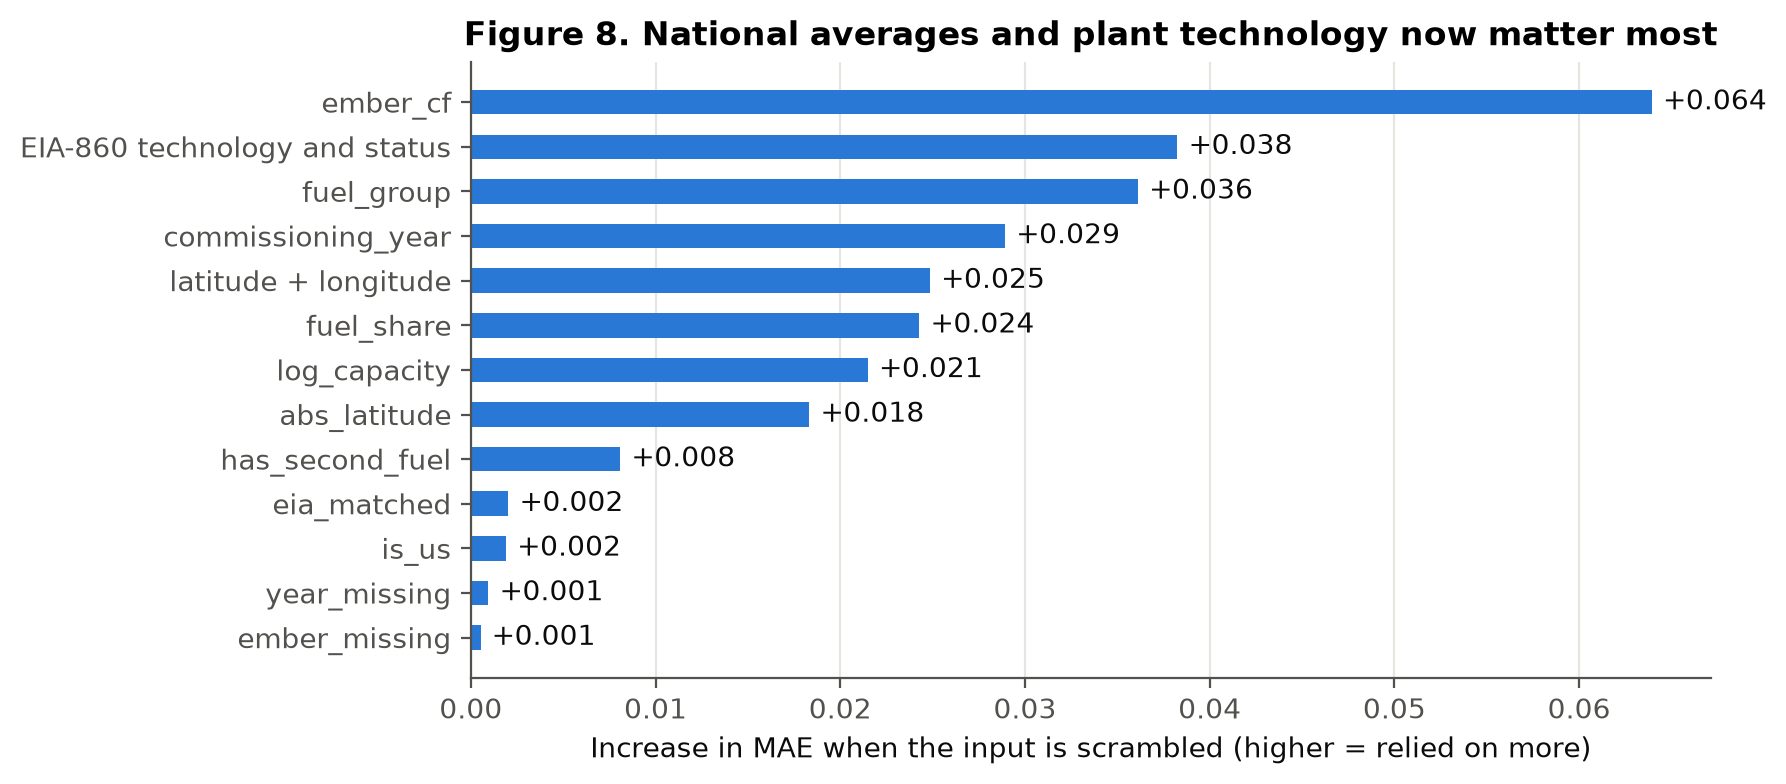 Figure 8. National averages and plant technology now matter most
ember_cf +0.064
EIA-860 technology and status +0.038
fuel_group +0.036
commissioning_year +0.029
latitude + longitude +0.025
fuel_share +0.024
log_capacity +0.021
abs_latitude +0.018
has_second_fuel +0.008
eia_matched +0.002
is_us +0.002
year_missing +0.001
ember_missing +0.001
0.00 0.01 0.02 0.03 0.04 0.05 0.06
Increase in MAE when the input is scrambled (higher = relied on more)